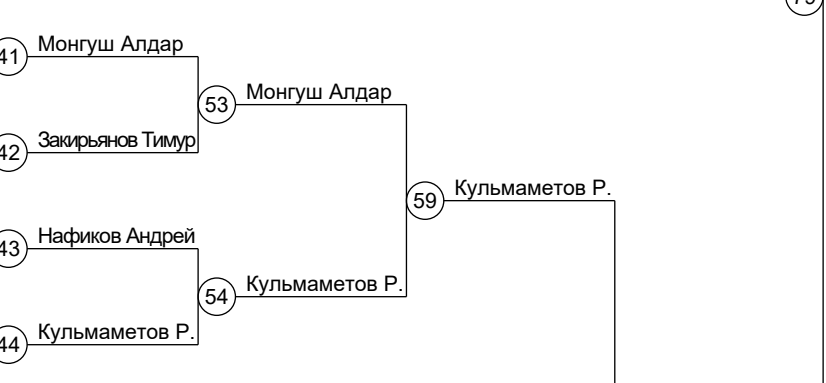 41 Монгуш Алдар
53 Монгуш Алдар
42 Закирьянов Тимур
59 Кульмаметов Р.
43 Нафиков Андрей
54 Кульмаметов Р.
44 Кульмаметов Р.